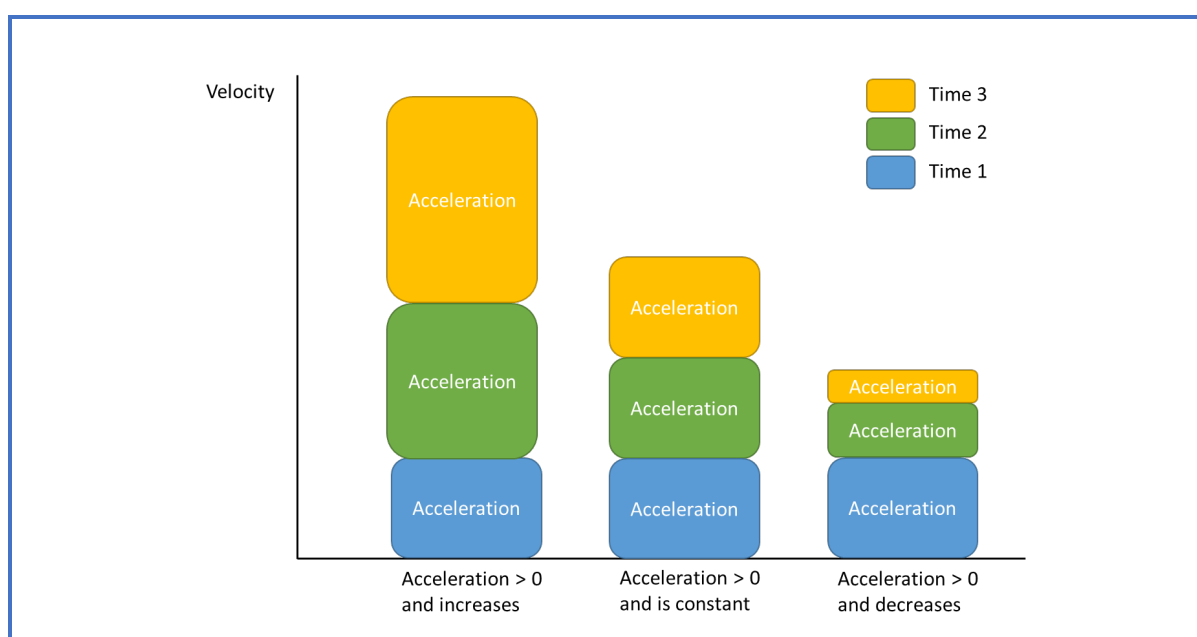 Velocity
Time 3
Time 2
Time 1
Acceleration
Acceleration
Acceleration
Acceleration
Acceleration
Acceleration
Acceleration
Acceleration
Acceleration
Acceleration > 0
and increases
Acceleration > 0
and is constant
Acceleration > 0
and decreases